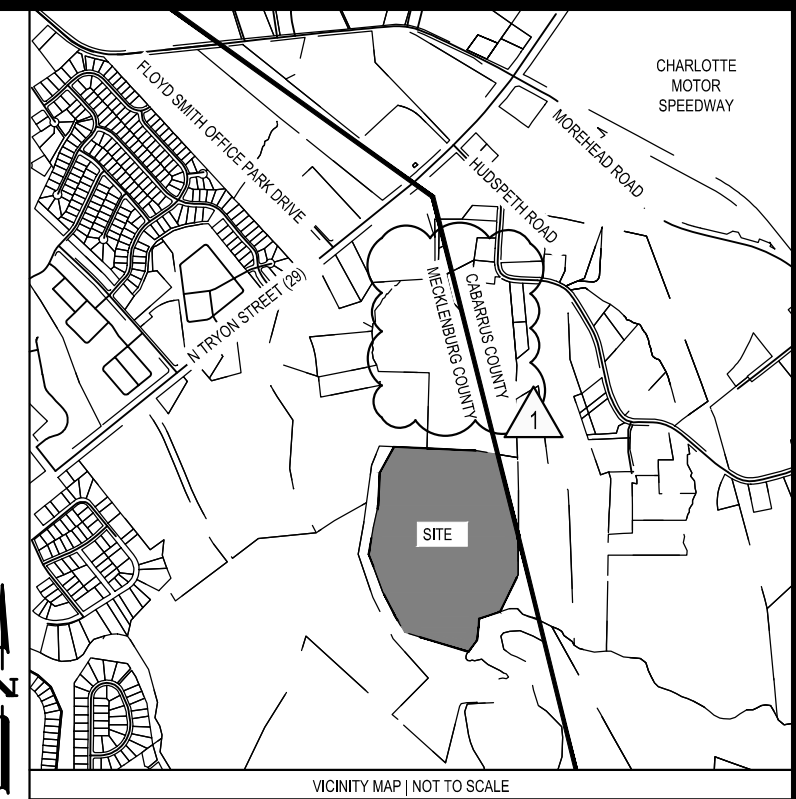 CHARLOTTE
MOTOR
SPEEDWAY
FLOYD SMITH OFFICE PARK DRIVE
MOREHEAD ROAD
HUDSPETH ROAD
N TRYON STREET (29)
MECKLENBURG COUNTY
CABARRUS COUNTY
1
SITE
N
VICINITY MAP | NOT TO SCALE